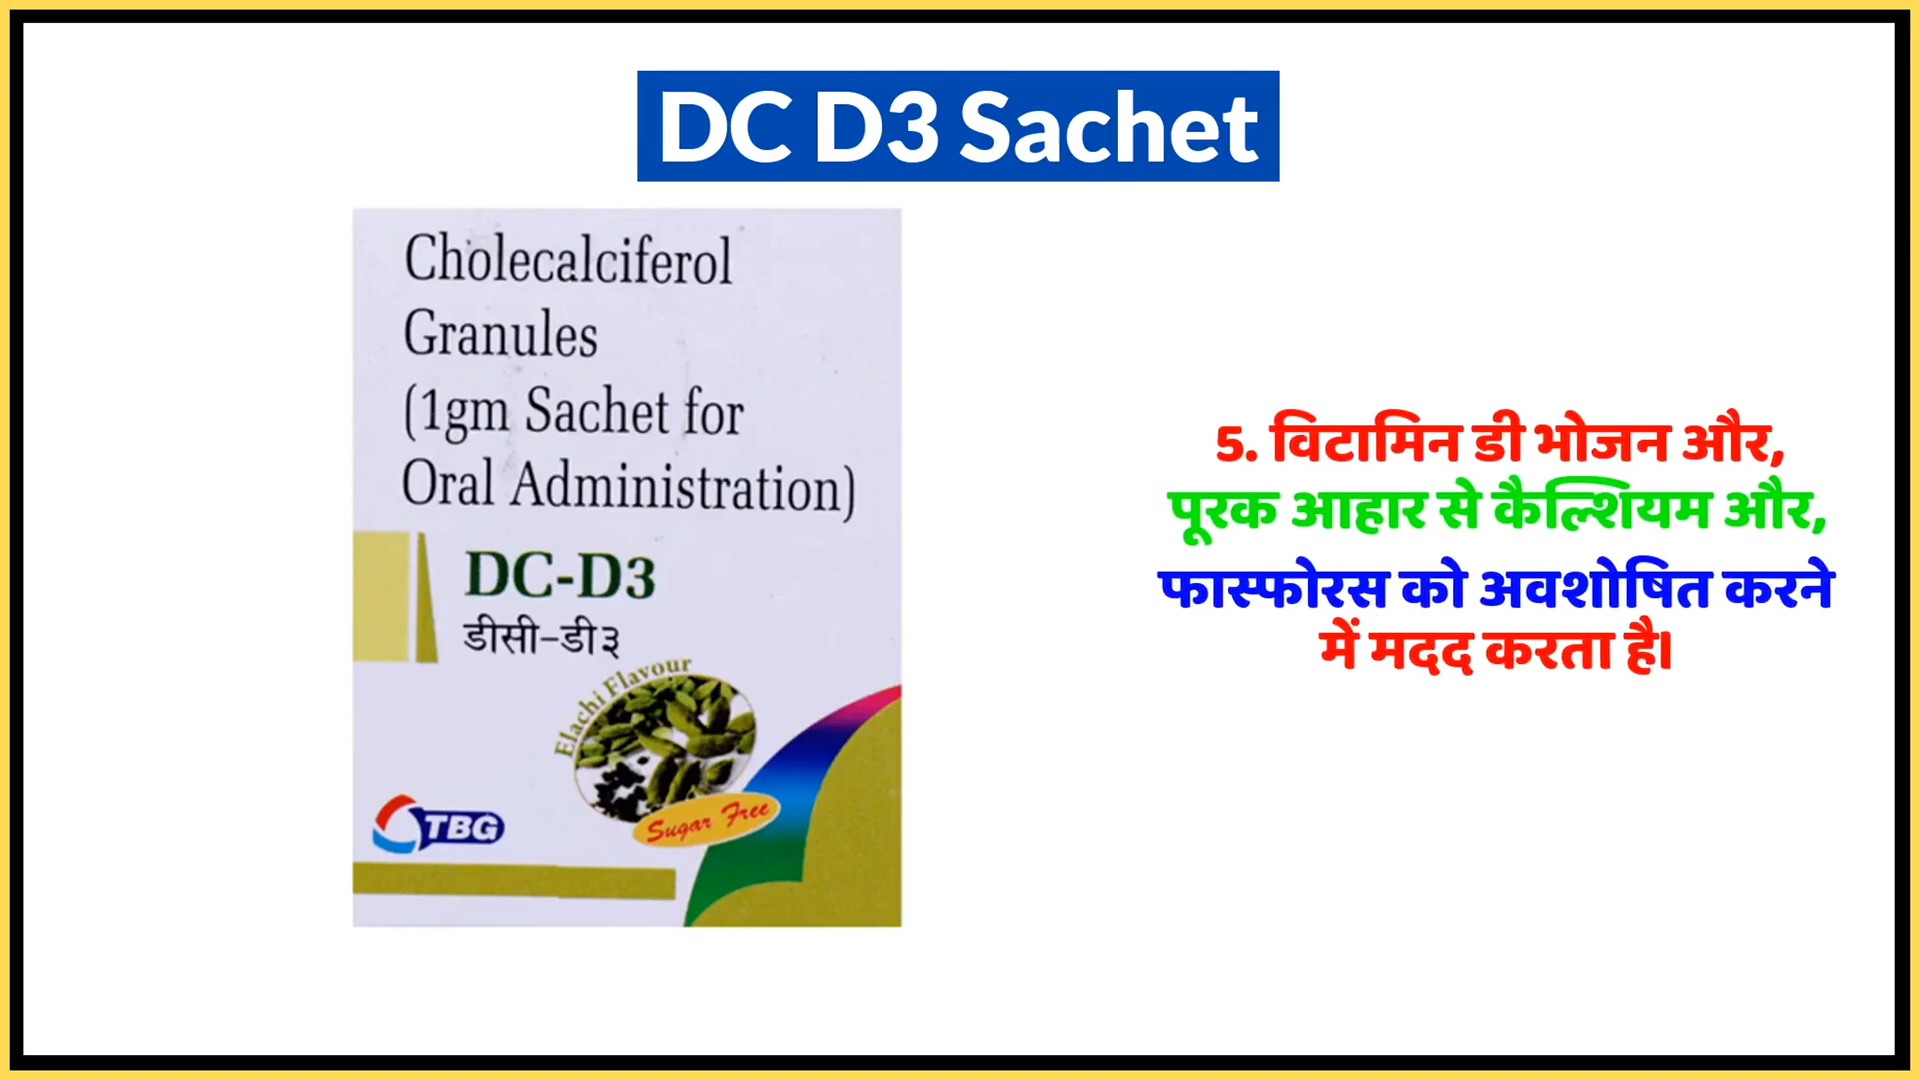 DC D3 Sachet
Cholecalciferol
Granules
(1gm Sachet for
Oral Administration)
DC-D3
डीसी-डी३
Elachi Flavour
Sugar Free
TBG
5. विटामिन डी भोजन और,
पूरक आहार से कैल्शियम और,
फास्फोरस को अवशोषित करने
में मदद करता है।